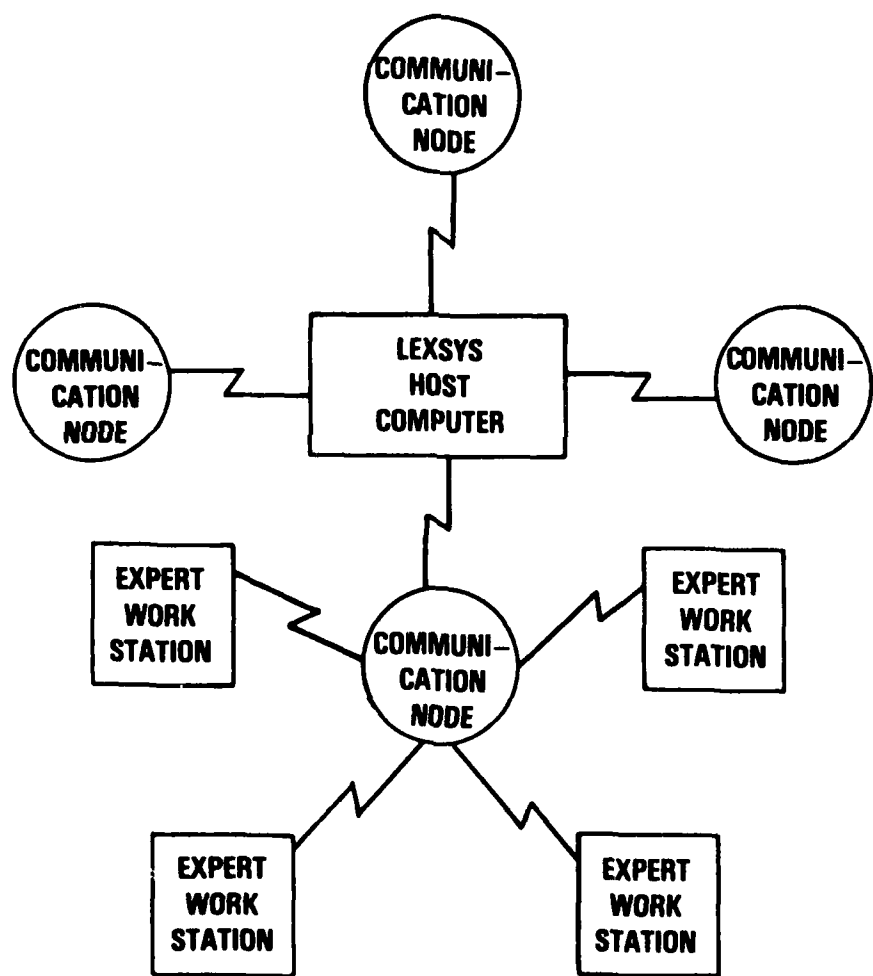 COMMUNI-
CATION
NODE
COMMUNI-
CATION
NODE
LEXSYS
HOST
COMPUTER
COMMUNI-
CATION
NODE
EXPERT
WORK
STATION
COMMUNI-
CATION
NODE
EXPERT
WORK
STATION
EXPERT
WORK
STATION
EXPERT
WORK
STATION